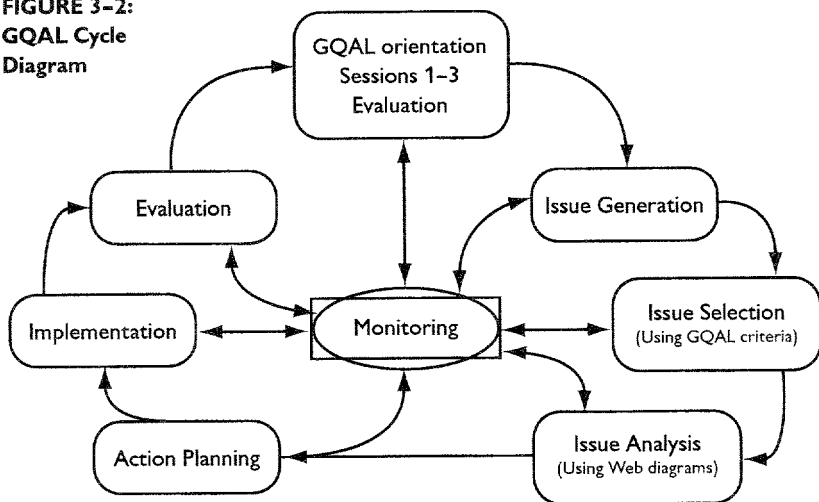 FIGURE 3–2:
GQAL Cycle
Diagram
GQAL orientation
Sessions 1–3
Evaluation
Evaluation
Issue Generation
Implementation
Monitoring
Issue Selection
(Using GQAL criteria)
Action Planning
Issue Analysis
(Using Web diagrams)